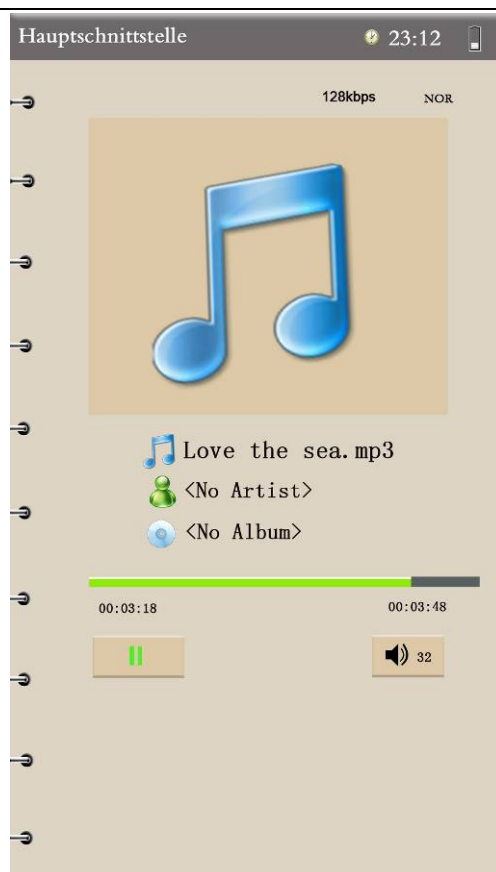 Hauptschnittstelle 23:12
128kbps NOR
Love the sea.mp3
<No Artist>
<No Album>
00:03:18 00:03:48
32